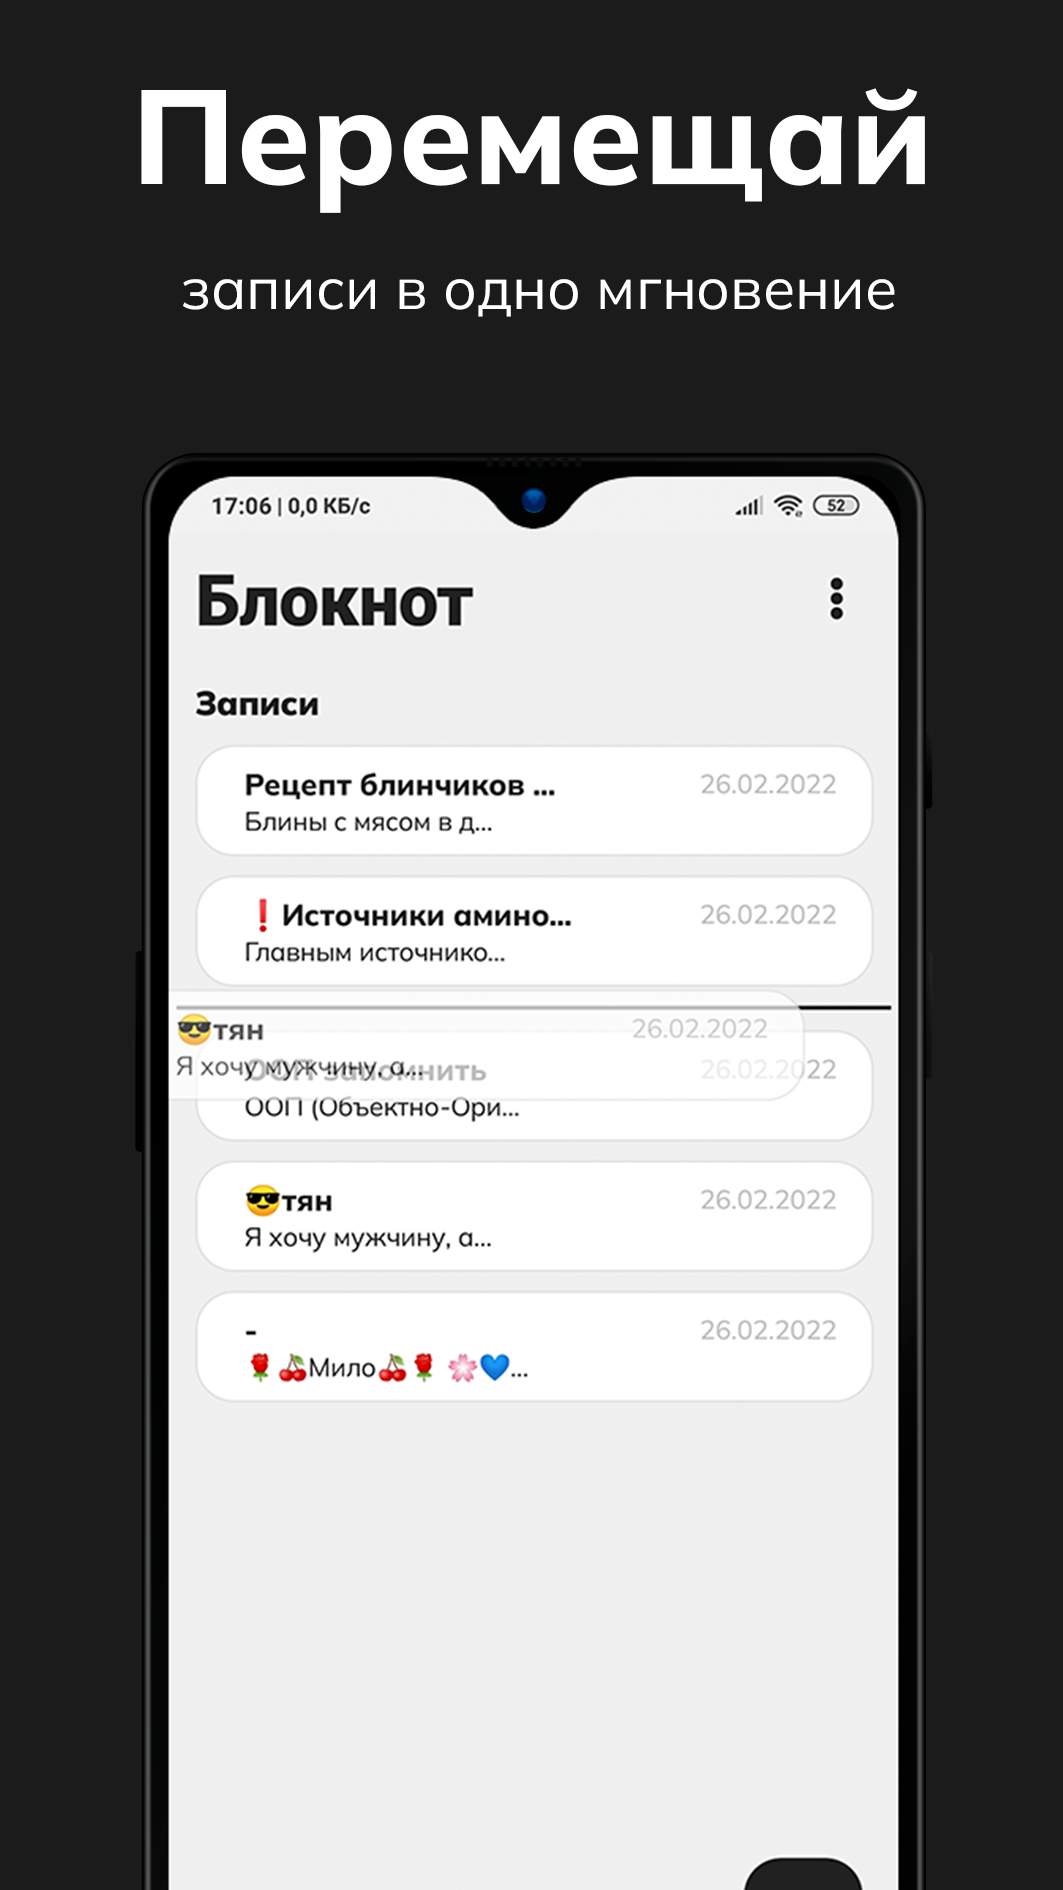 Перемещай
записи в одно мгновение
17:06 | 0,0 КБ/с
52
Блокнот
Записи
Рецепт блинчиков ...
26.02.2022
Блины с мясом в д...
❗Источники амино...
26.02.2022
Главным источнико...
😎тян
26.02.2022
Я хочу мужчину, а...
ООП запомнить
26.02.2022
ООП (Объектно-Ори...
😎тян
26.02.2022
Я хочу мужчину, а...
-
26.02.2022
🌹🍒Мило🍒🌹 🌸💙...